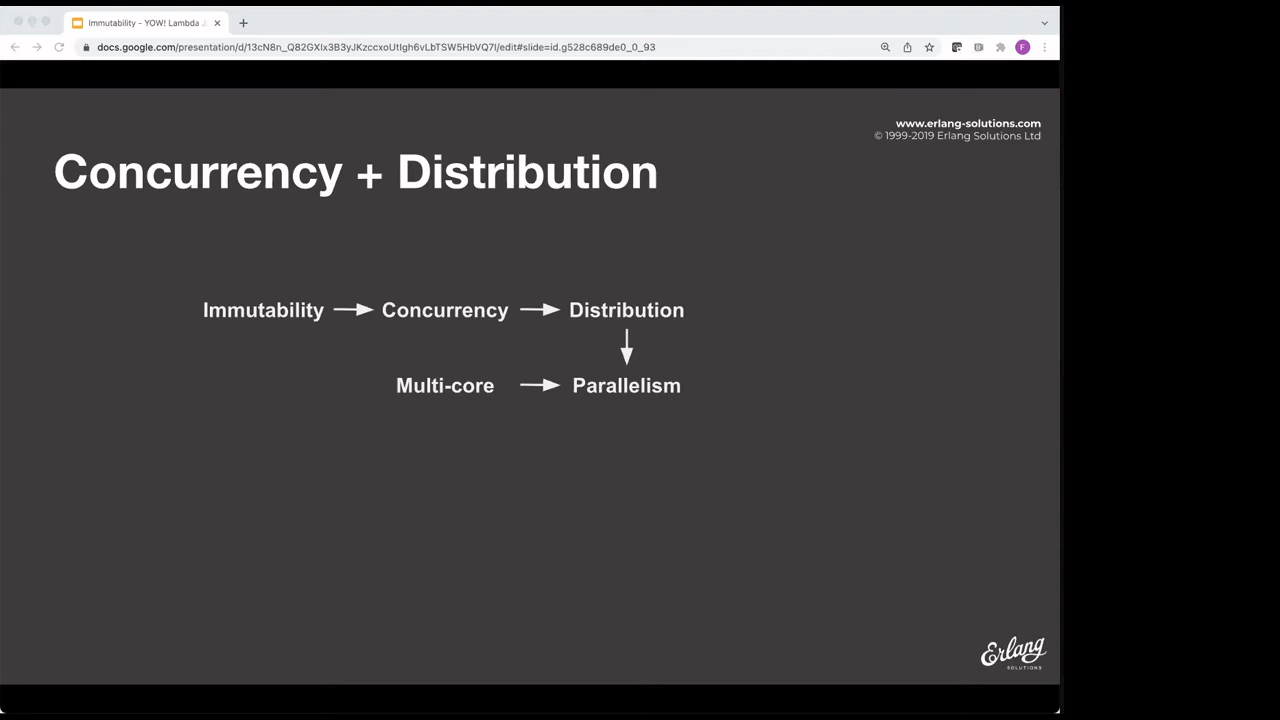 Immutability - YOW! Lambda
docs.google.com/presentation/d/13cN8n_Q82GXlx3B3yJKzccxoUtIgh6vLbTSW5HbVQ7I/edit#slide=id.g528c689de0_0_93
F
www.erlang-solutions.com
© 1999-2019 Erlang Solutions Ltd
Concurrency + Distribution
Immutability → Concurrency → Distribution
Multi-core → Parallelism
Erlang
SOLUTIONS